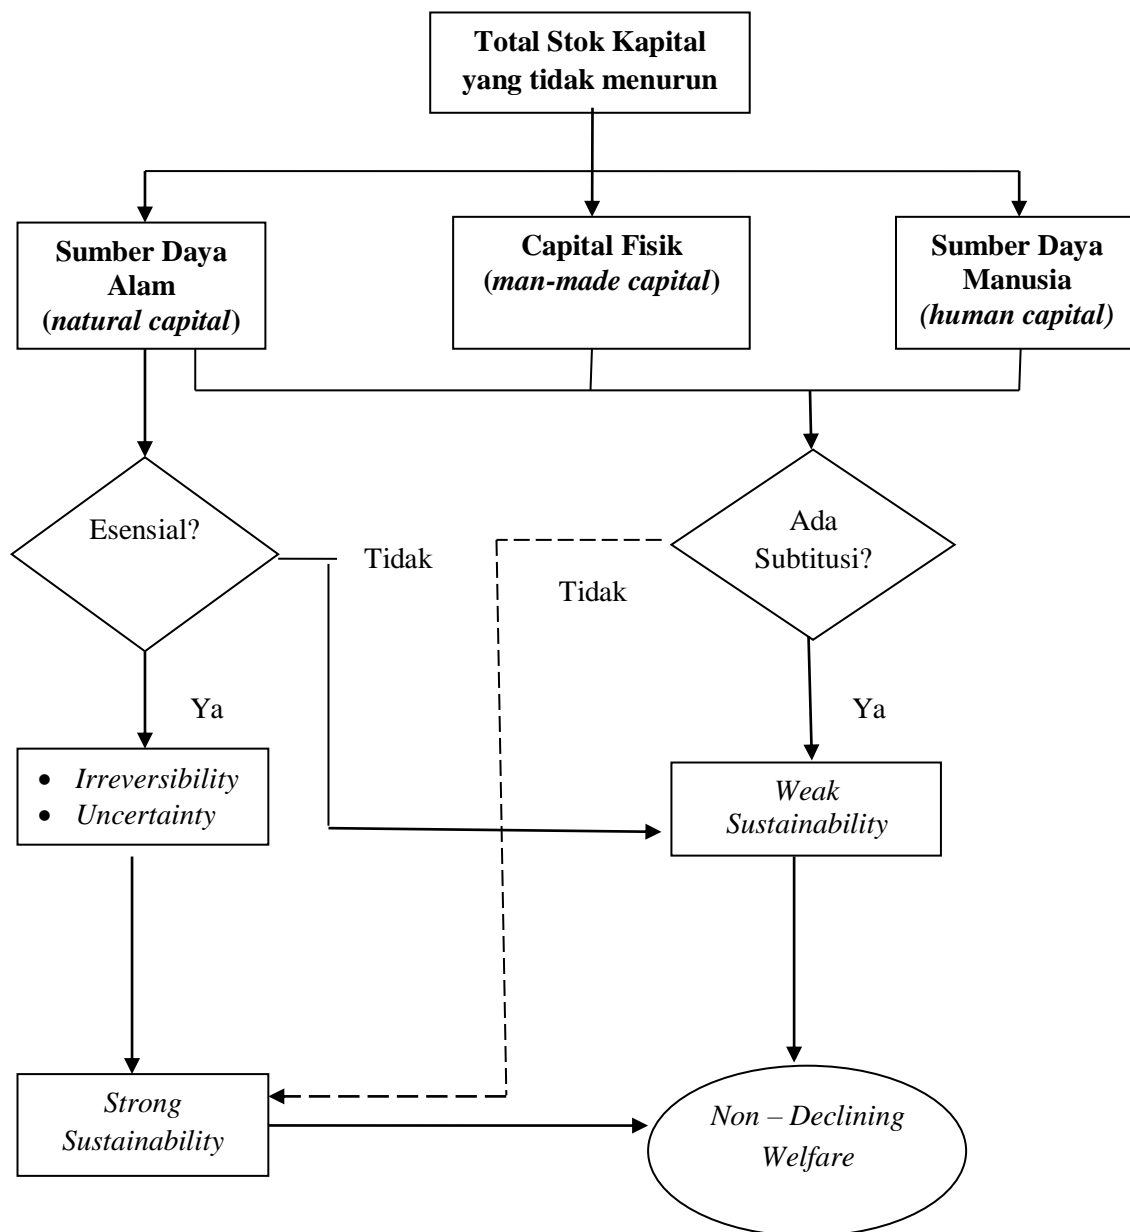 Total Stok Kapital
yang tidak menurun
Sumber Daya
Alam
(natural capital)
Capital Fisik
(man-made capital)
Sumber Daya
Manusia
(human capital)
Esensial?
Tidak
Ada
Subtitusi?
Tidak
Ya
Ya
• Irreversibility
• Uncertainty
Weak
Sustainability
Strong
Sustainability
Non – Declining
Welfare